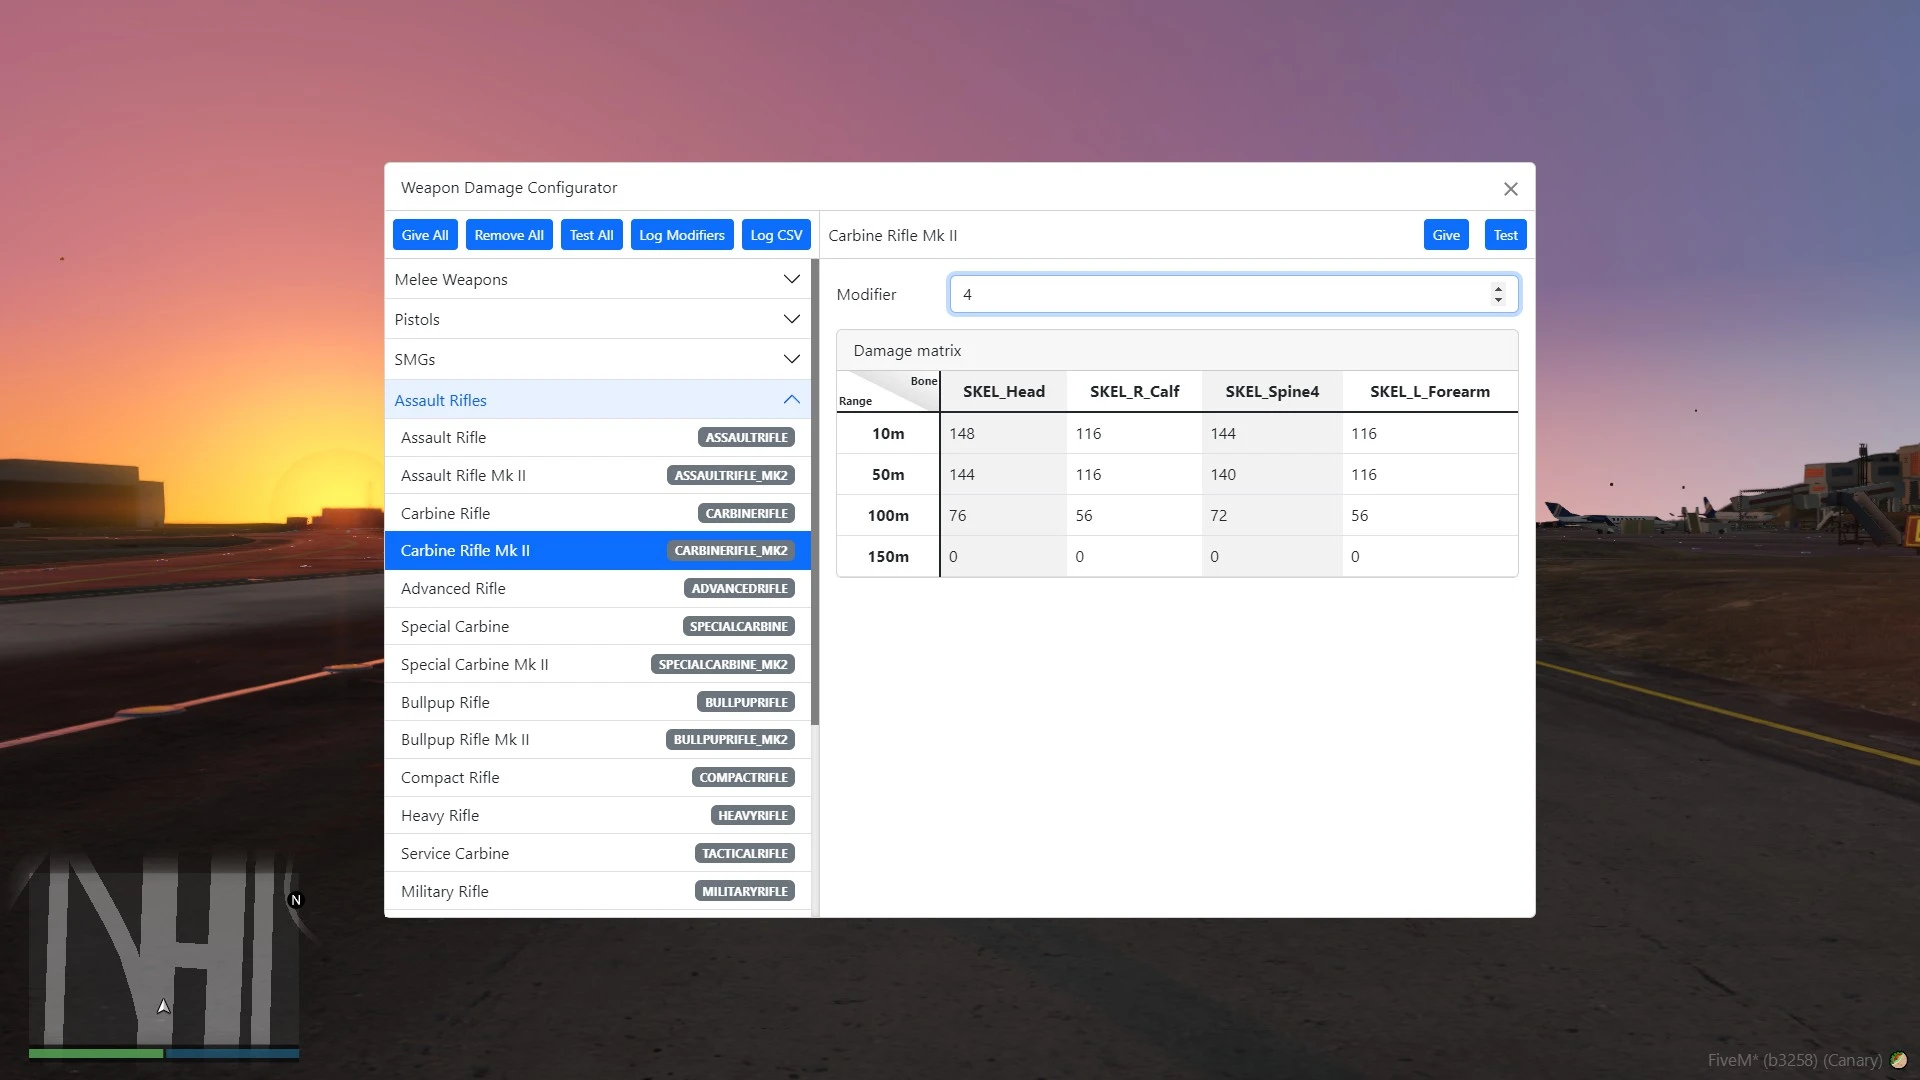 Weapon Damage Configurator
Give All Remove All Test All Log Modifiers Log CSV
Carbine Rifle Mk II Give Test
Melee Weapons
Pistols
SMGs
Assault Rifles
Assault Rifle ASSAULTRIFLE
Assault Rifle Mk II ASSAULTRIFLE_MK2
Carbine Rifle CARBINERIFLE
Carbine Rifle Mk II CARBINERIFLE_MK2
Advanced Rifle ADVANCEDRIFLE
Special Carbine SPECIALCARBINE
Special Carbine Mk II SPECIALCARBINE_MK2
Bullpup Rifle BULLPUPRIFLE
Bullpup Rifle Mk II BULLPUPRIFLE_MK2
Compact Rifle COMPACTRIFLE
Heavy Rifle HEAVYRIFLE
Service Carbine TACTICALRIFLE
Military Rifle MILITARYRIFLE
Modifier 4
Damage matrix
Bone
Range
SKEL_Head SKEL_R_Calf SKEL_Spine4 SKEL_L_Forearm
10m 148 116 144 116
50m 144 116 140 116
100m 76 56 72 56
150m 0 0 0 0
N
FiveM* (b3258) (Canary)